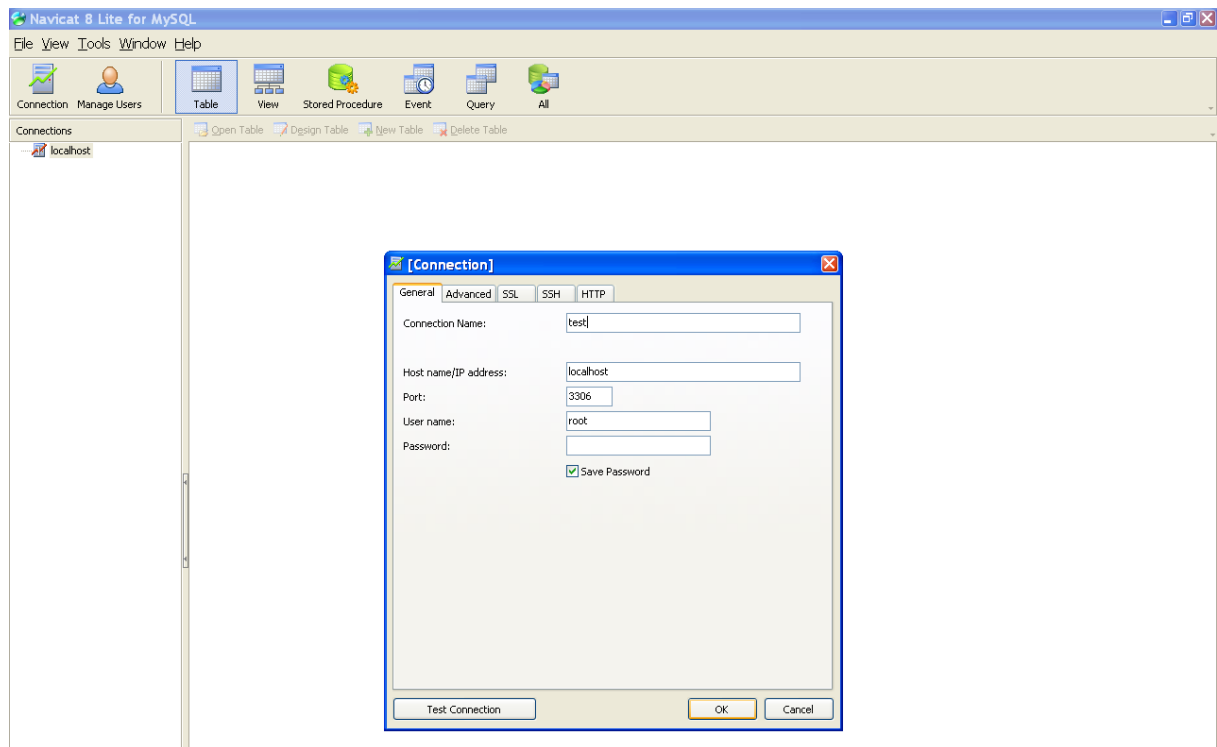 Navicat 8 Lite for MySQL
File View Tools Window Help
Connection Manage Users Table View Stored Procedure Event Query All
Connections Open Table Design Table New Table Delete Table
localhost
[Connection]
General Advanced SSL SSH HTTP
Connection Name: test
Host name/IP address: localhost
Port: 3306
User name: root
Password:
Save Password
Test Connection OK Cancel